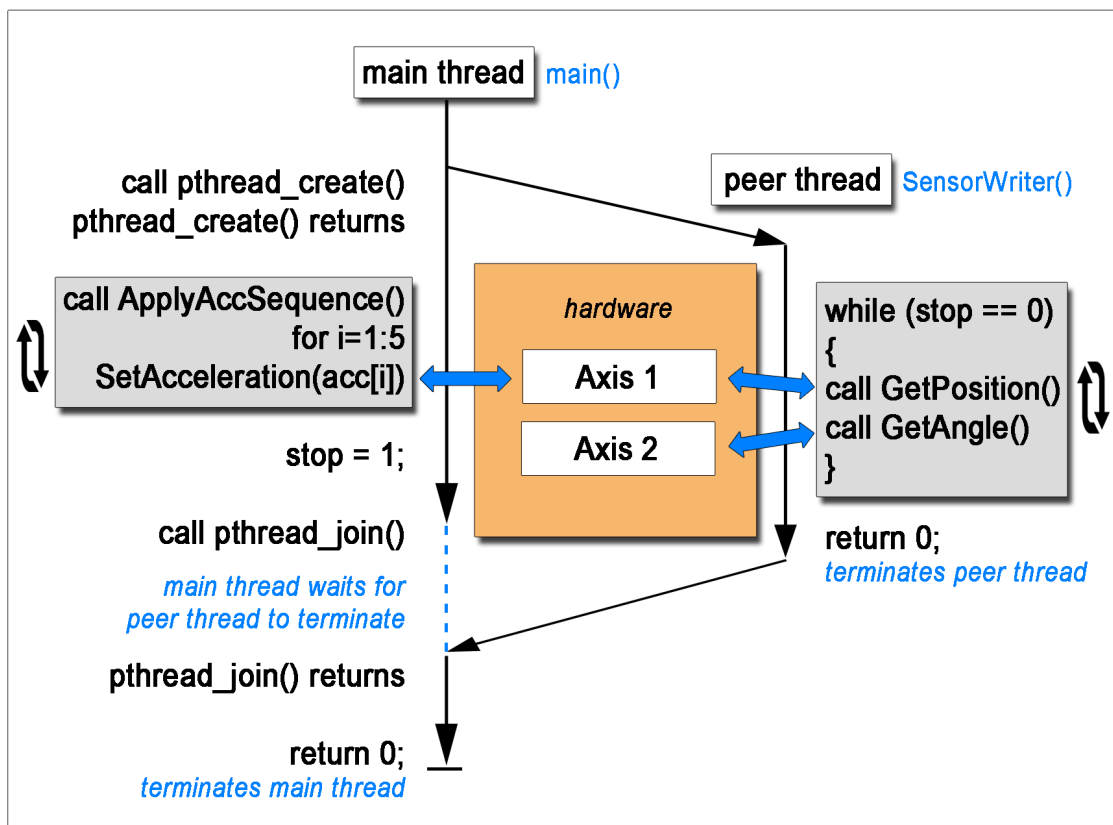 main thread main()
call pthread_create()
pthread_create() returns
peer thread SensorWriter()
call ApplyAccSequence()
for i=1:5
SetAcceleration(acc[i])
hardware
Axis 1
Axis 2
while (stop == 0)
{
call GetPosition()
call GetAngle()
}
stop = 1;
call pthread_join()
main thread waits for
peer thread to terminate
return 0;
terminates peer thread
pthread_join() returns
return 0;
terminates main thread